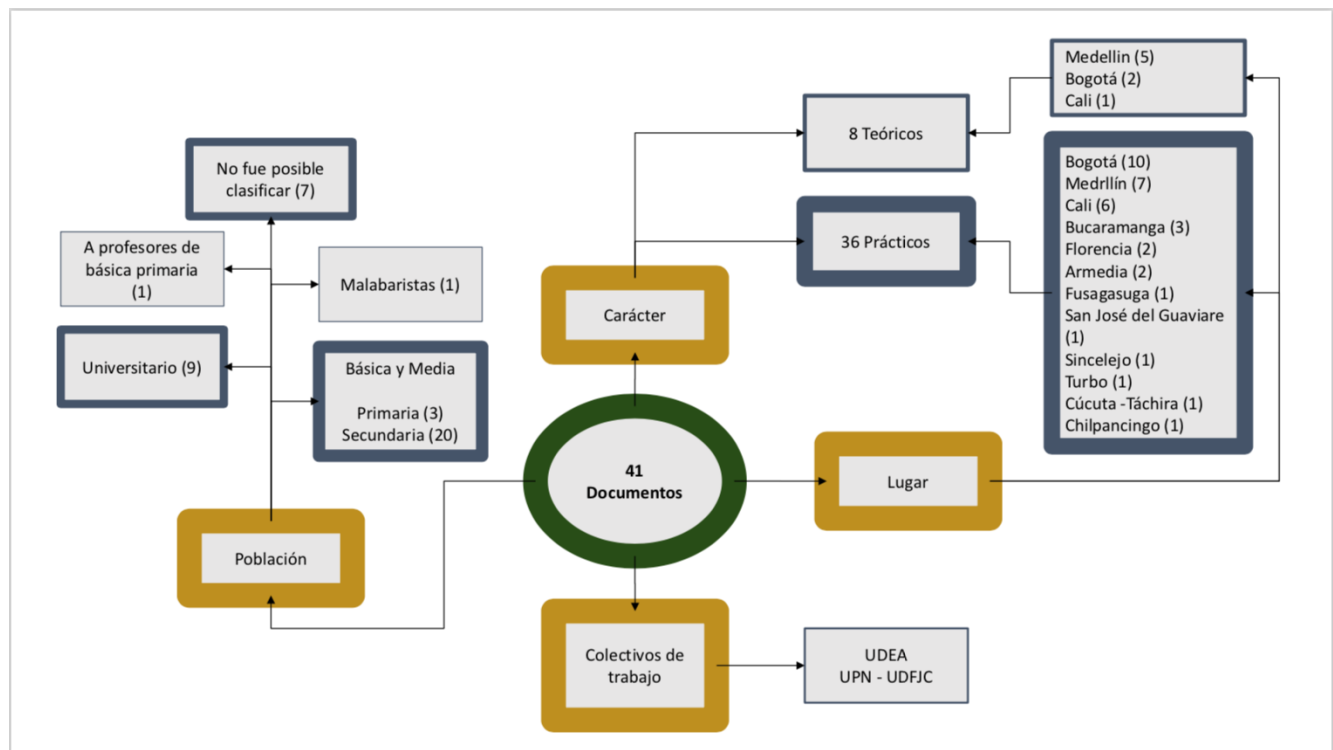 No fue posible
clasificar (7)
A profesores de
básica primaria
(1)
Malabaristas (1)
Universitario (9)
Básica y Media
Primaria (3)
Secundaria (20)
Población
41
Documentos
Carácter
8 Teóricos
36 Prácticos
Medellin (5)
Bogotá (2)
Cali (1)
Bogotá (10)
Medrllín (7)
Cali (6)
Bucaramanga (3)
Florencia (2)
Armedia (2)
Fusagasuga (1)
San José del Guaviare
(1)
Sincelejo (1)
Turbo (1)
Cúcuta -Táchira (1)
Chilpancingo (1)
Lugar
Colectivos de
trabajo
UDEA
UPN - UDFJC